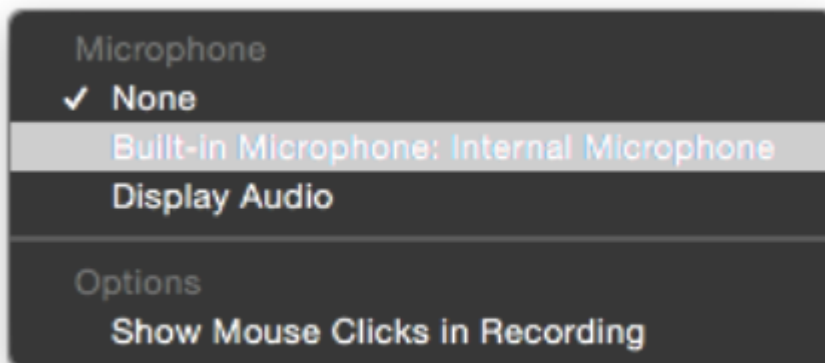 Microphone
✓ None
Built-in Microphone: Internal Microphone
Display Audio
Options
Show Mouse Clicks in Recording